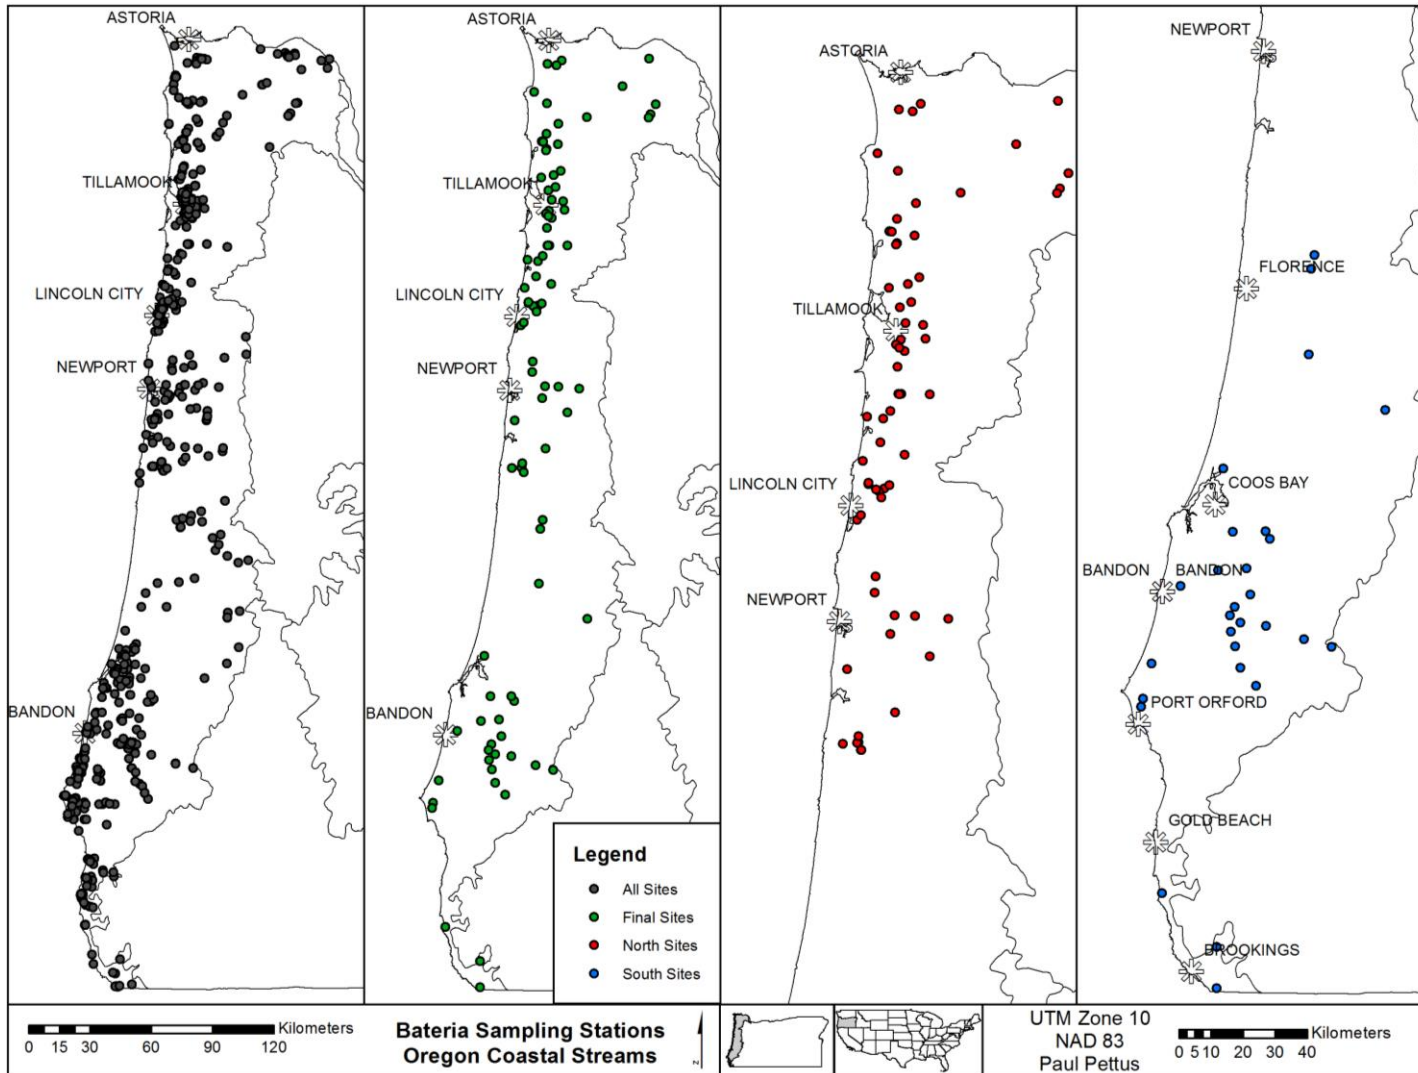 ASTORIA
TILLAMOOK
LINCOLN CITY
NEWPORT
BANDON
ASTORIA
TILLAMOOK
LINCOLN CITY
NEWPORT
BANDON
Legend
All Sites
Final Sites
North Sites
South Sites
ASTORIA
TILLAMOOK
LINCOLN CITY
NEWPORT
NEWPORT
FLORENCE
COOS BAY
BANDON BANDON
PORT ORFORD
GOLD BEACH
BROOKINGS
Kilometers
0 15 30 60 90 120
Bateria Sampling Stations
Oregon Coastal Streams
z
UTM Zone 10
NAD 83
Paul Pettus
Kilometers
0 5 10 20 30 40